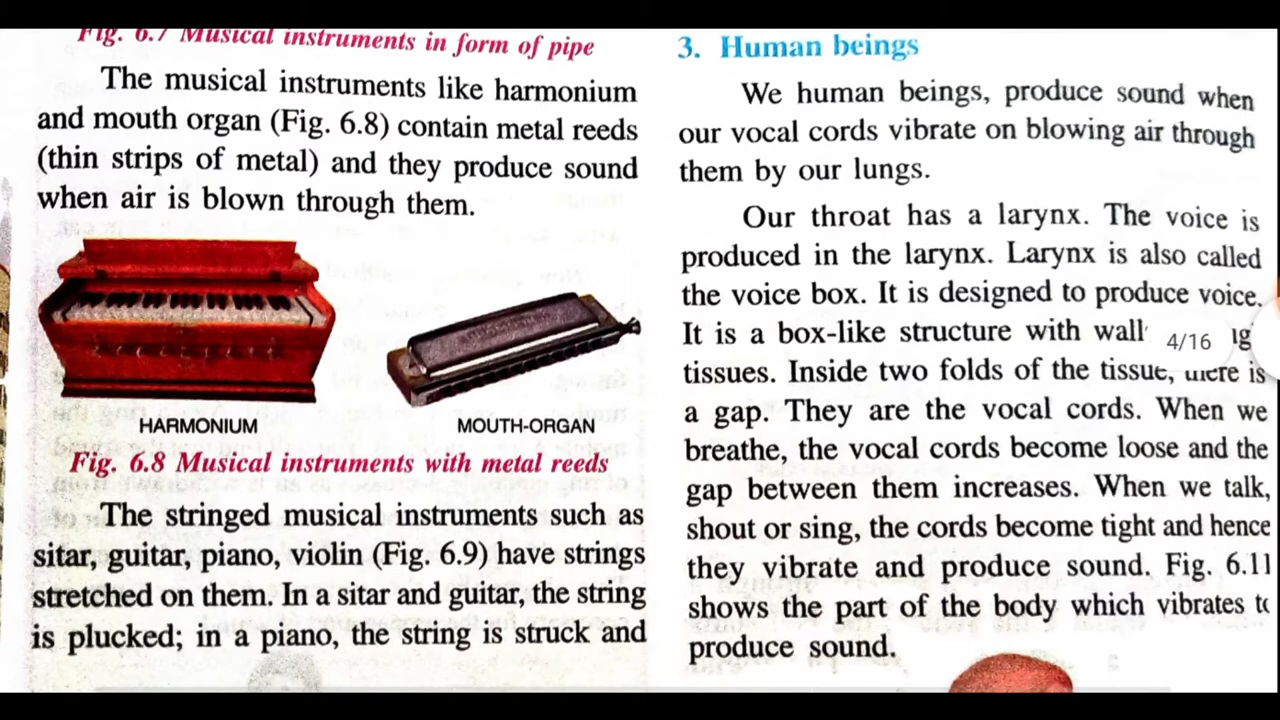 Fig. 6.7 Musical instruments in form of pipe
The musical instruments like harmonium
and mouth organ (Fig. 6.8) contain metal reeds
(thin strips of metal) and they produce sound
when air is blown through them.
HARMONIUM
MOUTH-ORGAN
Fig. 6.8 Musical instruments with metal reeds
The stringed musical instruments such as
sitar, guitar, piano, violin (Fig. 6.9) have strings
stretched on them. In a sitar and guitar, the string
is plucked; in a piano, the string is struck and
3. Human beings
We human beings, produce sound when
our vocal cords vibrate on blowing air through
them by our lungs.
Our throat has a larynx. The voice is
produced in the larynx. Larynx is also called
the voice box. It is designed to produce voice.
It is a box-like structure with wall
4/16
tissues. Inside two folds of the tissue, there is
a gap. They are the vocal cords. When we
breathe, the vocal cords become loose and the
gap between them increases. When we talk,
shout or sing, the cords become tight and hence
they vibrate and produce sound. Fig. 6.11
shows the part of the body which vibrates to
produce sound.